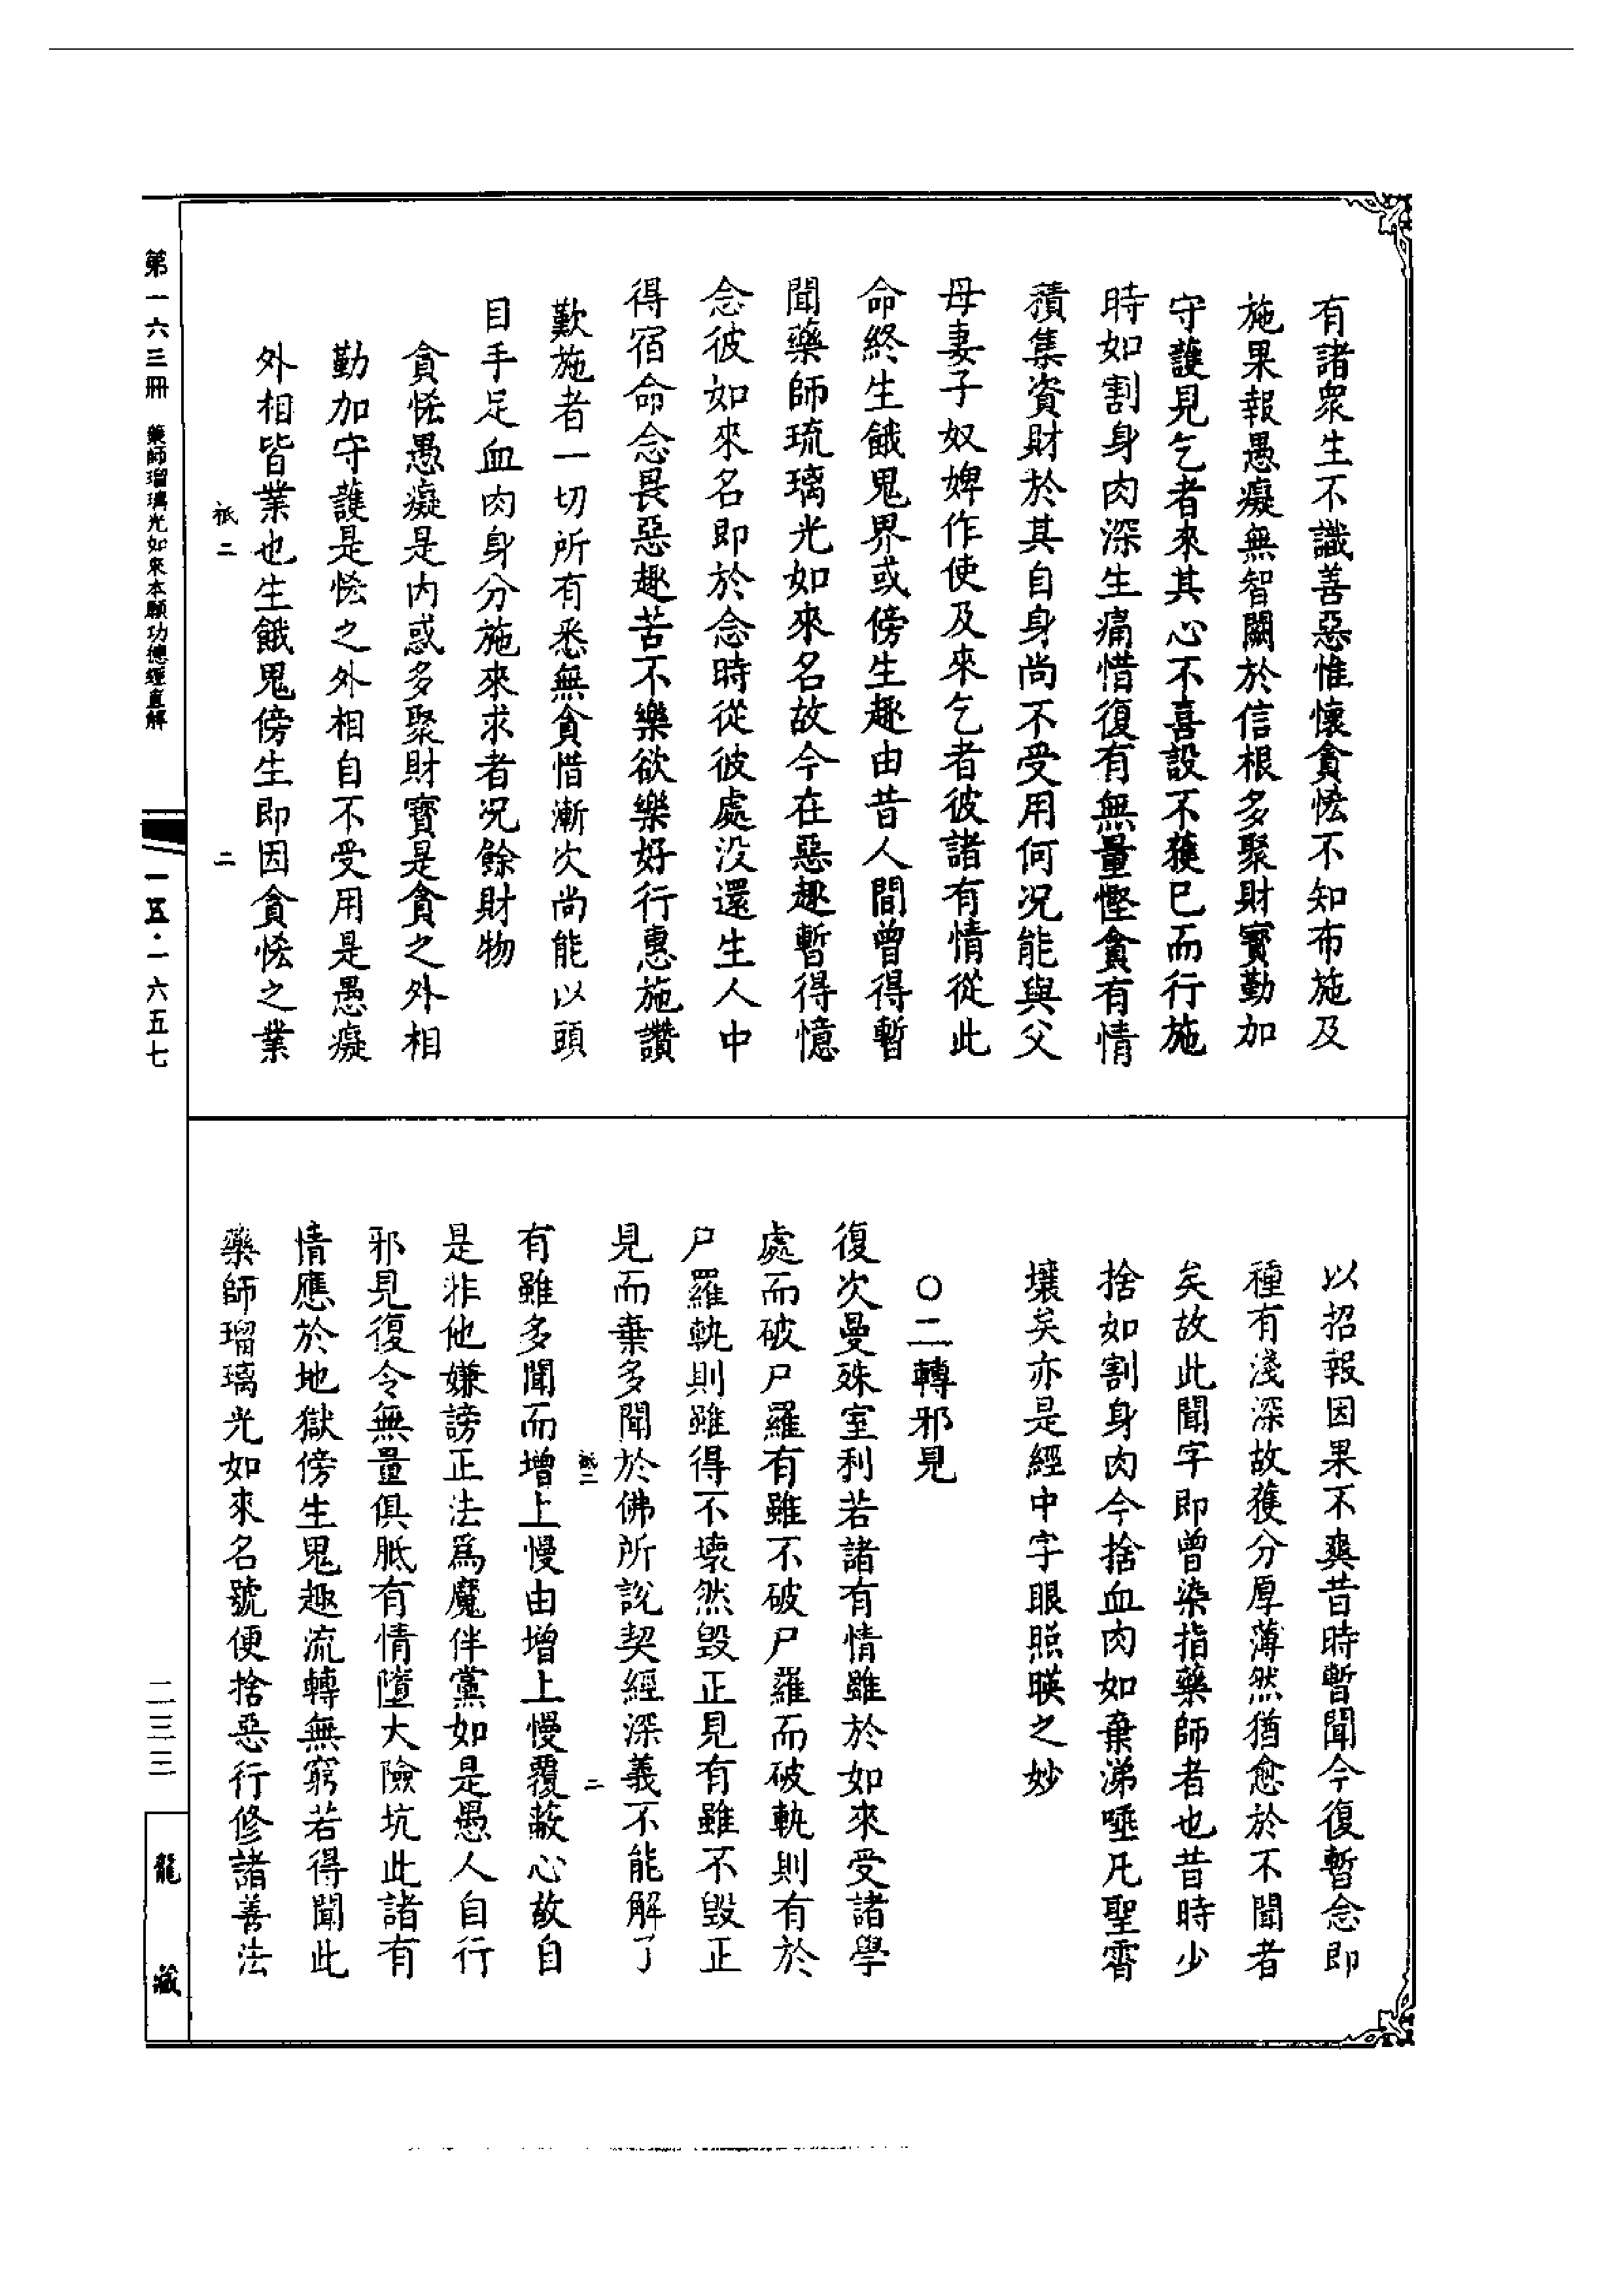 有諸衆生不識善惡惟懷貪恡不知布施及
施果報愚癡無智闕於信根多聚財寳勤加
守護見乞者來其心不喜設不獲已而行施
時如割身肉深生痛惜復有無量慳貪有情
積集資財於其自身尚不受用何况能與父
母妻子奴婢作使及來乞者彼諸有情從此
命終生餓鬼界或傍生趣由昔人間曾得暫
聞藥師琉璃光如來名故今在惡趣暫得憶
念彼如來名即於念時從彼處没還生人中
得宿命念畏惡趣苦不樂欲樂好行惠施讚
歎施者一切所有悉無貪惜漸次尚能以頭
目手足血肉身分施來求者况餘財物
貪恡愚癡是内惑多聚財寳是貪之外相
勤加守護是恡之外相自不受用是愚癡
外相皆業也生餓鬼傍生即因貪恡之業
祇二 二
以招報因果不爽昔時暫聞今復暫念即
種有淺深故獲分厚薄然猶愈於不聞者
矣故此聞字即曾染指藥師者也昔時少
捨如割身肉今捨血肉如棄涕唾凡聖霄
壤矣亦是經中字眼照暎之妙
○二轉邪見
復次曼殊室利若諸有情雖於如來受諸學
處而破尸羅有雖不破尸羅而破軌則有於
尸羅軌則雖得不壞然毁正見有雖不毁正
見而棄多聞於佛所說契經深義不能解了
祇二 二
有雖多聞而增上慢由增上慢覆蔽心故自
是非他嫌謗正法爲魔伴黨如是愚人自行
邪見復令無量俱胝有情墮大險坑此諸有
情應於地獄傍生鬼趣流轉無窮若得聞此
藥師瑠璃光如來名號便捨惡行修諸善法
第一六三冊 藥師瑠璃光如來本願功德經直解
一五·一六五七
二三三
龍藏